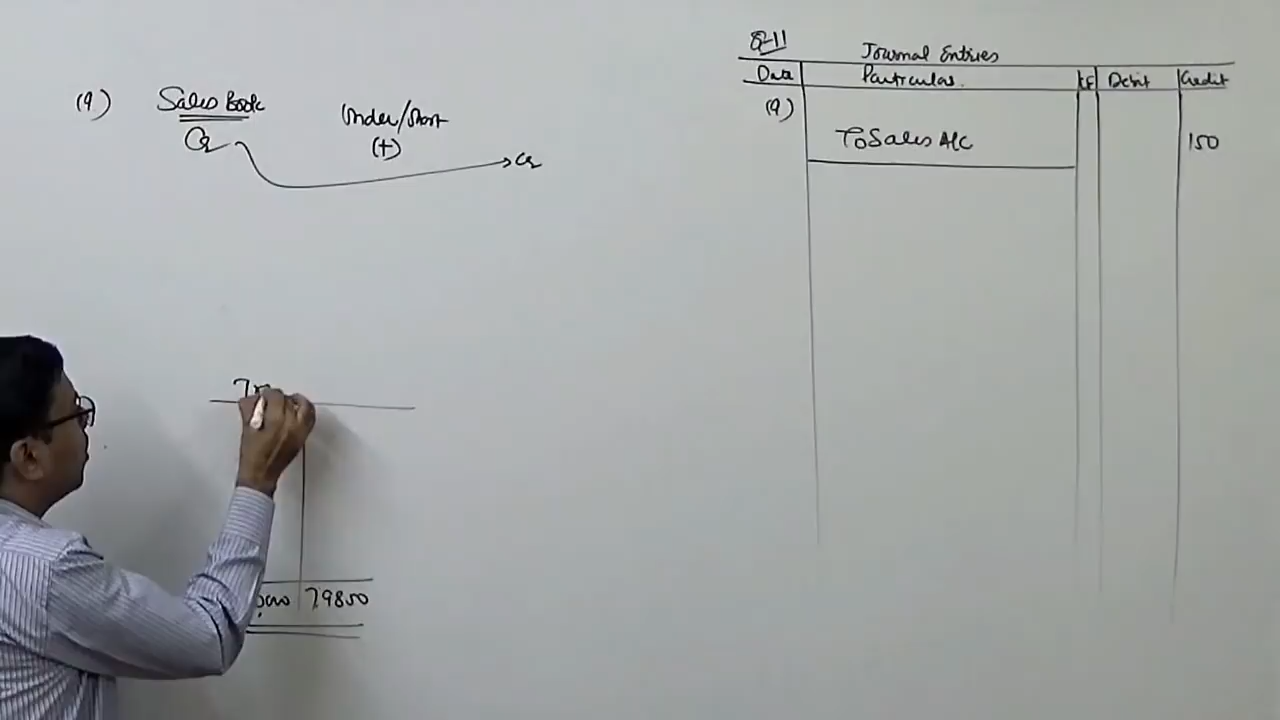 (9) Sales Book Under/Short
Cr (+) Cr
Q-11 Journal Entries
Date Particulars. LF Debit Credit
(9)
To Sales A/C 150
79850